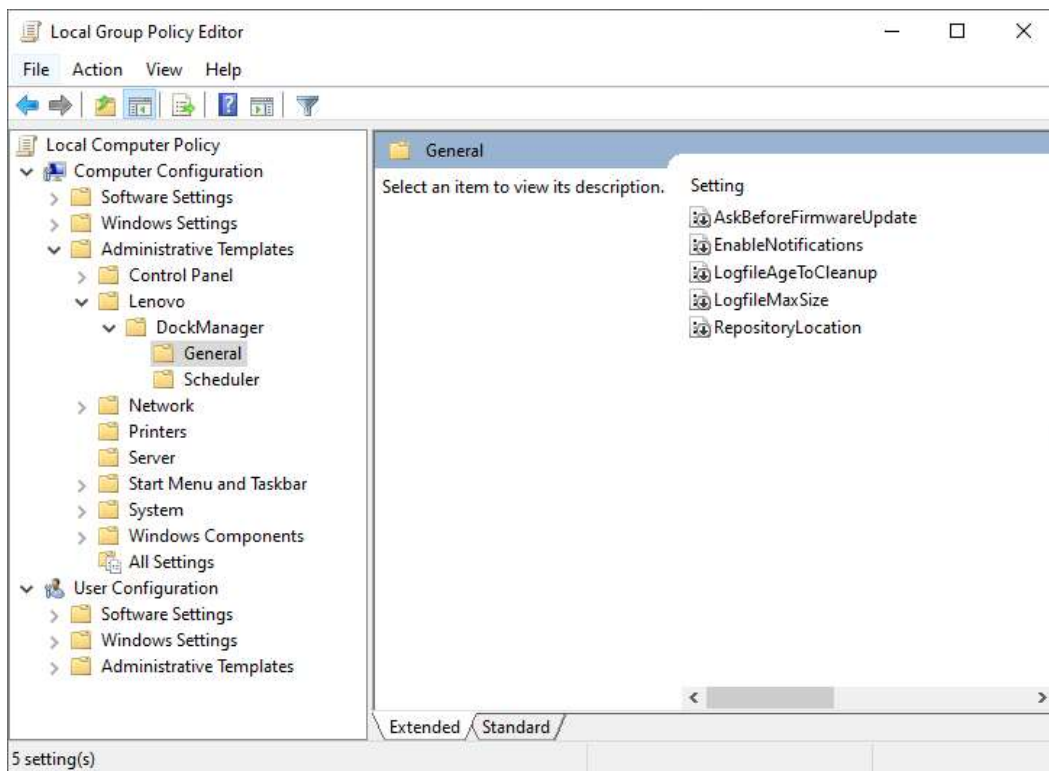 Local Group Policy Editor
File Action View Help
Local Computer Policy
Computer Configuration
Software Settings
Windows Settings
Administrative Templates
Control Panel
Lenovo
DockManager
General
Scheduler
Network
Printers
Server
Start Menu and Taskbar
System
Windows Components
All Settings
User Configuration
Software Settings
Windows Settings
Administrative Templates
General
Select an item to view its description.
Setting
AskBeforeFirmwareUpdate
EnableNotifications
LogfileAgeToCleanup
LogfileMaxSize
RepositoryLocation
Extended Standard
5 setting(s)